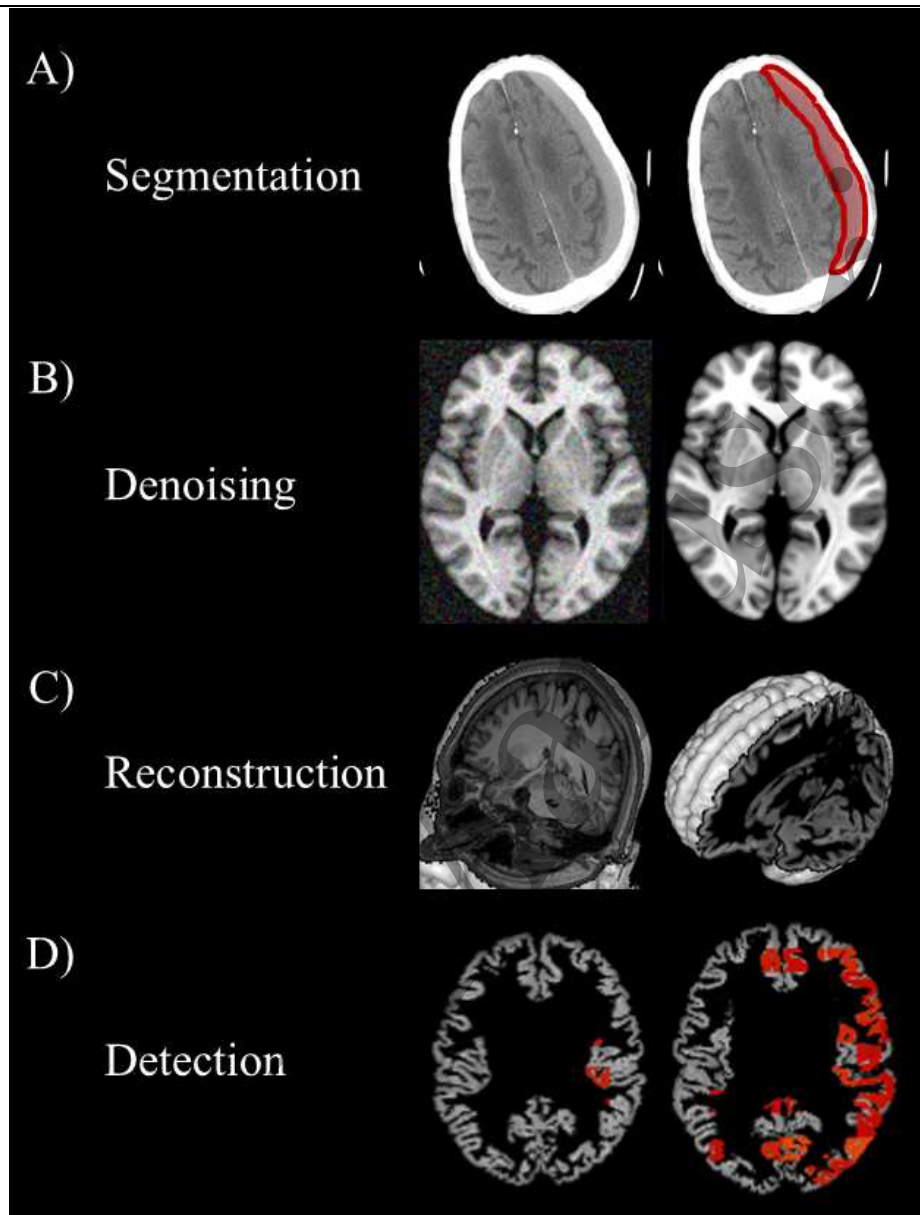 A)
Segmentation
B)
Denoising
C)
Reconstruction
D)
Detection